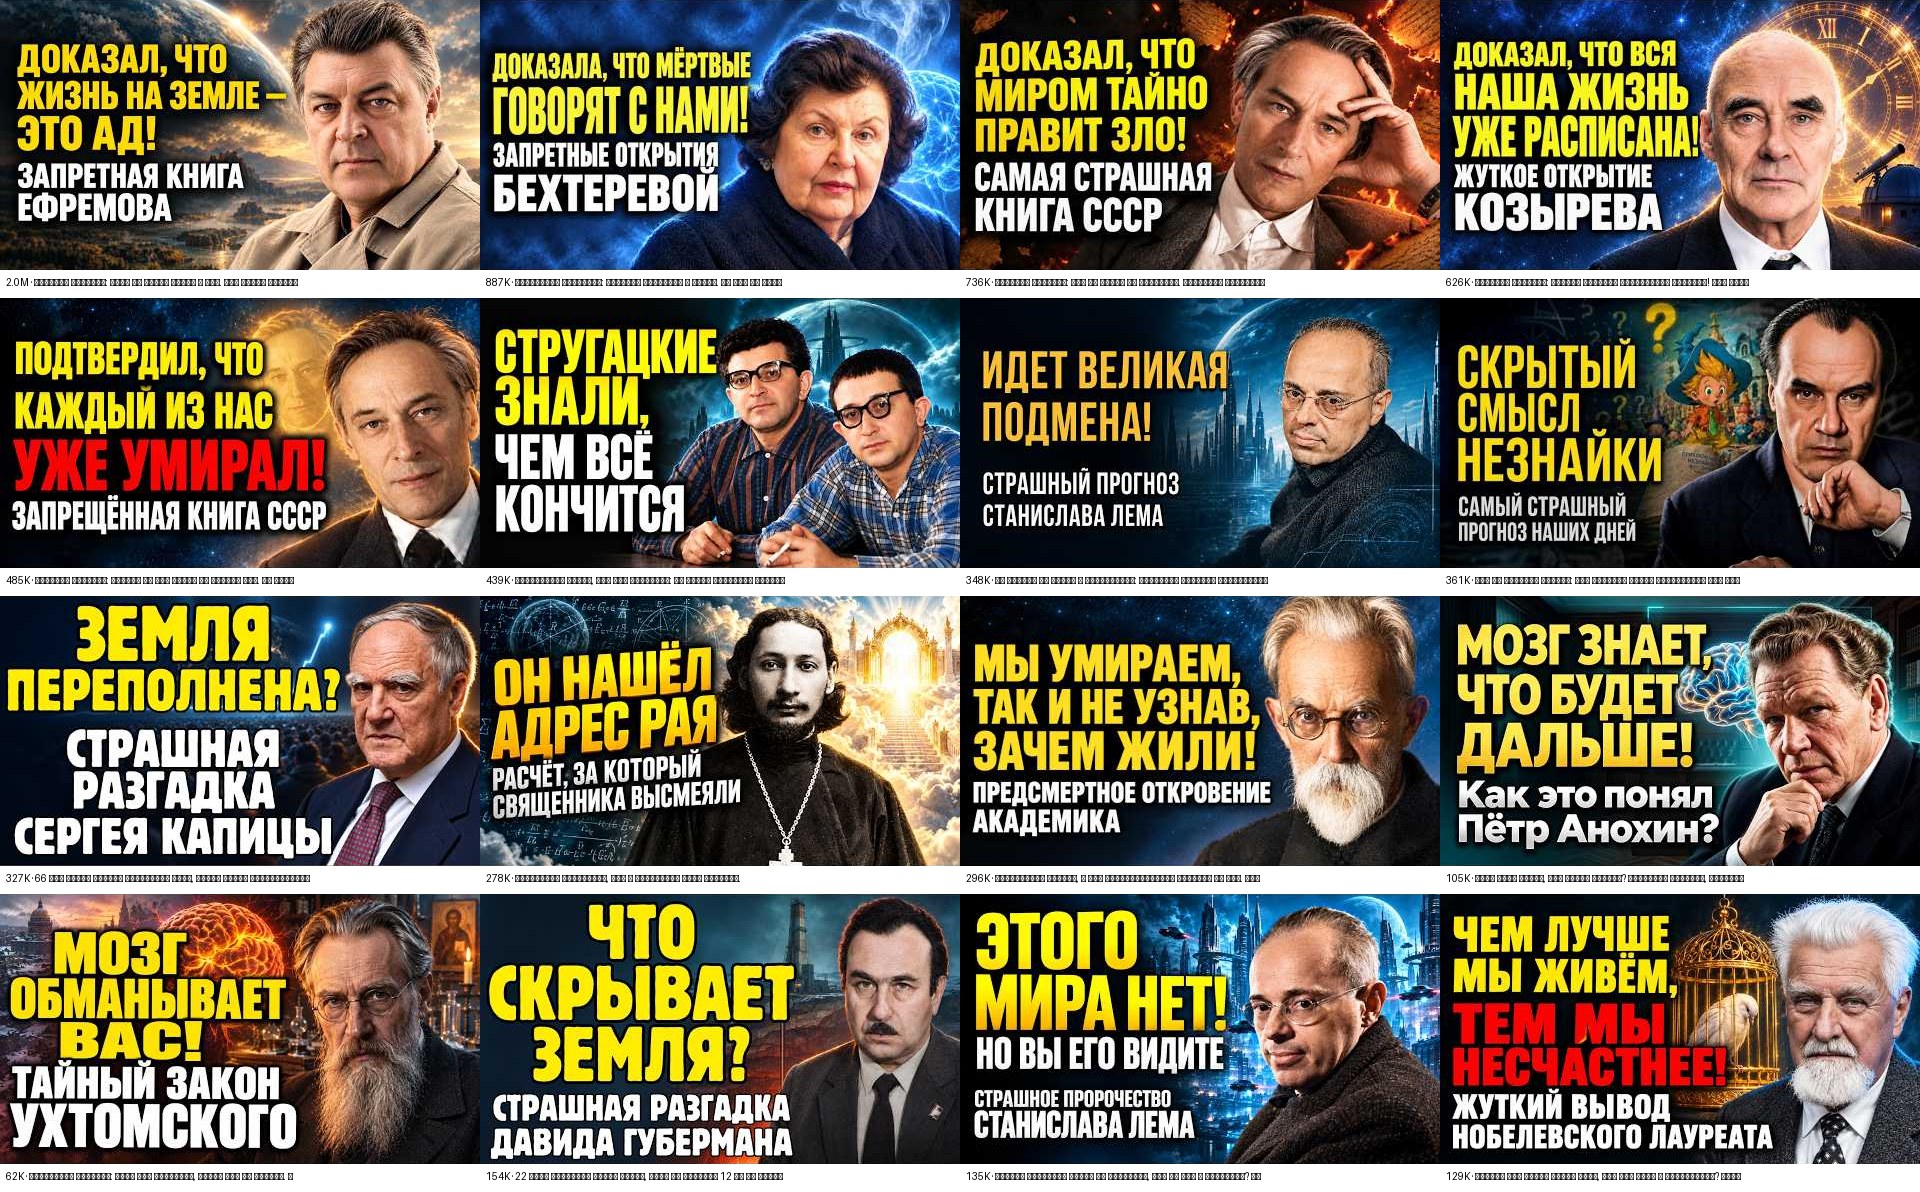 ДОКАЗАЛ, ЧТО
ЖИЗНЬ НА ЗЕМЛЕ –
ЭТО АД!
ЗАПРЕТНАЯ КНИГА
ЕФРЕМОВА
2.0M
ДОКАЗАЛА, ЧТО МЁРТВЫЕ
ГОВОРЯТ С НАМИ!
ЗАПРЕТНЫЕ ОТКРЫТИЯ
БЕХТЕРЕВОЙ
887K
ДОКАЗАЛ, ЧТО
МИРОМ ТАЙНО
ПРАВИТ ЗЛО!
САМАЯ СТРАШНАЯ
КНИГА СССР
736K
ДОКАЗАЛ, ЧТО ВСЯ
НАША ЖИЗНЬ
УЖЕ РАСПИСАНА!
ЖУТКОЕ ОТКРЫТИЕ
КОЗЫРЕВА
626K
ПОДТВЕРДИЛ, ЧТО
КАЖДЫЙ ИЗ НАС
УЖЕ УМИРАЛ!
ЗАПРЕЩЁННАЯ КНИГА СССР
485K
СТРУГАЦКИЕ
ЗНАЛИ,
ЧЕМ ВСЁ
КОНЧИТСЯ
439K
ИДЕТ ВЕЛИКАЯ
ПОДМЕНА!
СТРАШНЫЙ ПРОГНОЗ
СТАНИСЛАВА ЛЕМА
348K
СКРЫТЫЙ
СМЫСЛ
НЕЗНАЙКИ
САМЫЙ СТРАШНЫЙ
ПРОГНОЗ НАШИХ ДНЕЙ
361K
ЗЕМЛЯ
ПЕРЕПОЛНЕНА?
СТРАШНАЯ
РАЗГАДКА
СЕРГЕЯ КАПИЦЫ
327K·66
ОН НАШЁЛ
АДРЕС РАЯ
РАСЧЁТ, ЗА КОТОРЫЙ
СВЯЩЕННИКА ВЫСМЕЯЛИ
278K
МЫ УМИРАЕМ,
ТАК И НЕ УЗНАВ,
ЗАЧЕМ ЖИЛИ!
ПРЕДСМЕРТНОЕ ОТКРОВЕНИЕ
АКАДЕМИКА
296K
МОЗГ ЗНАЕТ,
ЧТО БУДЕТ
ДАЛЬШЕ!
Как это понял
Пётр Анохин?
105K
МОЗГ
ОБМАНЫВАЕТ
ВАС!
ТАЙНЫЙ ЗАКОН
УХТОМСКОГО
62K
ЧТО
СКРЫВАЕТ
ЗЕМЛЯ?
СТРАШНАЯ РАЗГАДКА
ДАВИДА ГУБЕРМАНА
154K·22 12
ЭТОГО
МИРА НЕТ!
НО ВЫ ЕГО ВИДИТЕ
СТРАШНОЕ ПРОРОЧЕСТВО
СТАНИСЛАВА ЛЕМА
135K
ЧЕМ ЛУЧШЕ
МЫ ЖИВЁМ,
ТЕМ МЫ
НЕСЧАСТНЕЕ!
ЖУТКИЙ ВЫВОД
НОБЕЛЕВСКОГО ЛАУРЕАТА
129K